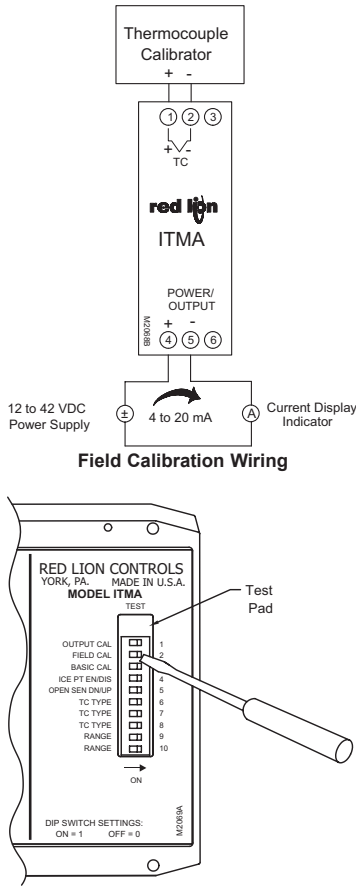 Thermocouple
Calibrator
+ -
1 2 3
+ -
TC
red lion
ITMA
POWER/
OUTPUT
M2068B
+ -
4 5 6
12 to 42 VDC
Power Supply
±
4 to 20 mA
A
Current Display
Indicator
Field Calibration Wiring
RED LION CONTROLS
YORK, PA. MADE IN U.S.A.
MODEL ITMA
TEST
Test
Pad
OUTPUT CAL 1
FIELD CAL 2
BASIC CAL
ICE PT EN/DIS 4
OPEN SEN DN/UP 5
TC TYPE 6
TC TYPE 7
TC TYPE 8
RANGE 9
RANGE 10
ON
DIP SWITCH SETTINGS:
ON = 1 OFF = 0
M2069A